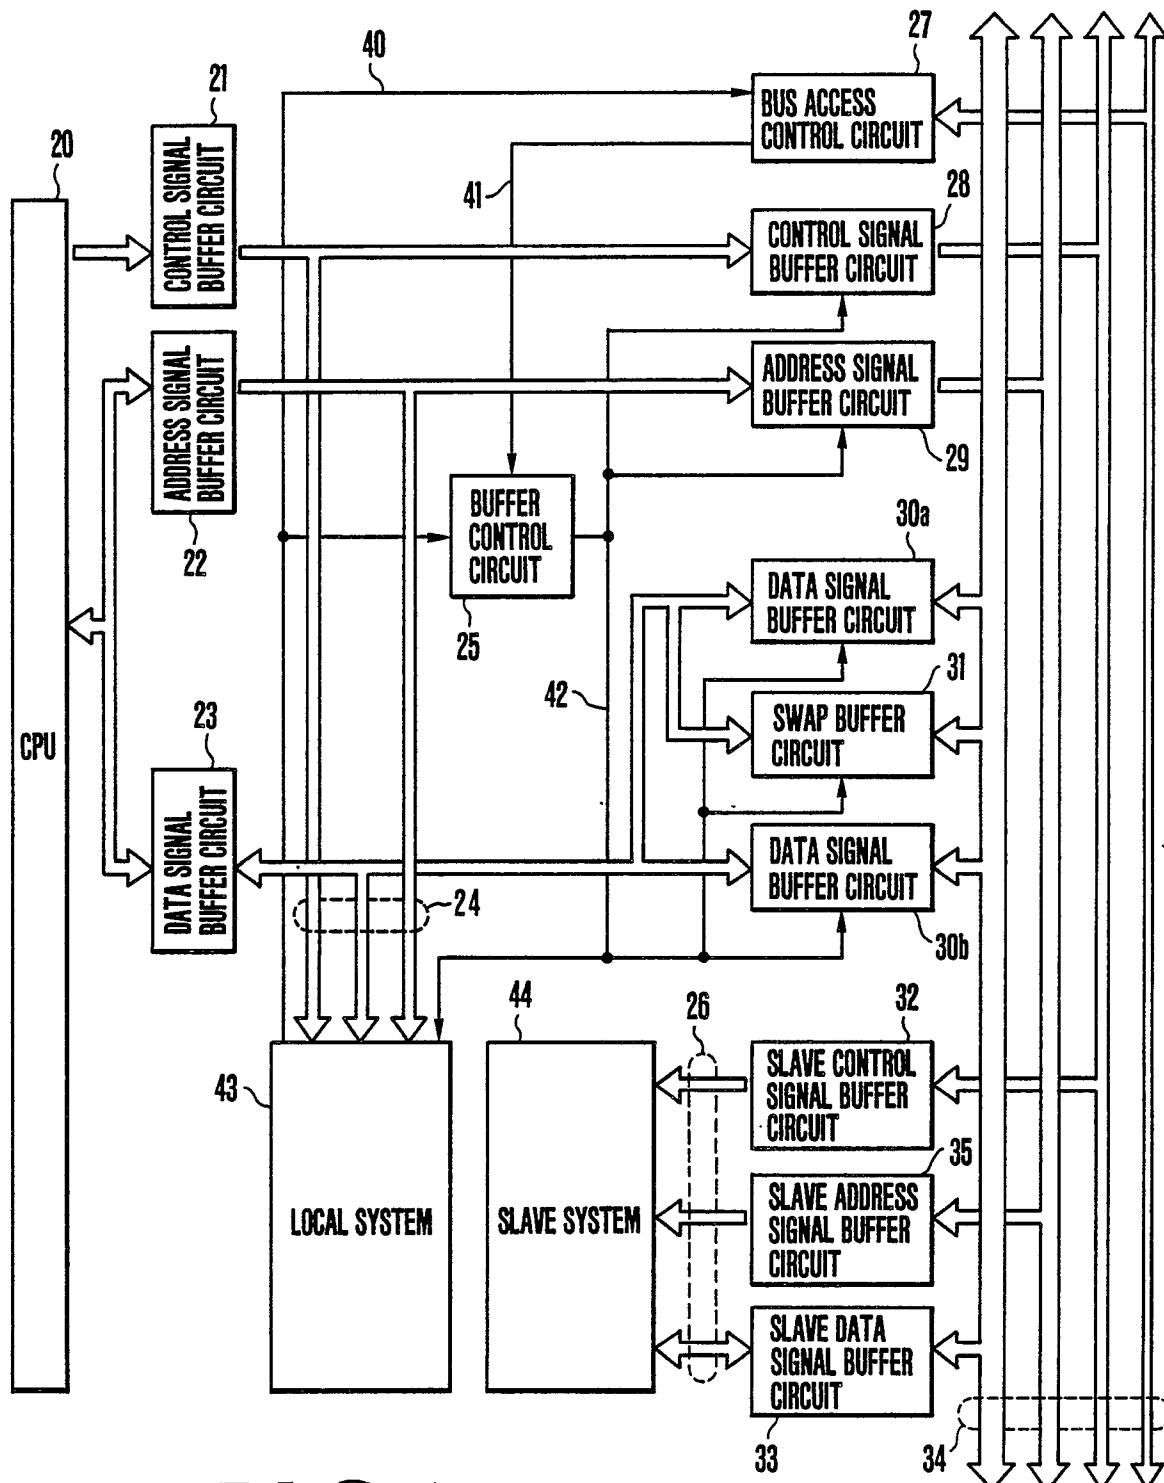 40
27
21
BUS ACCESS
CONTROL CIRCUIT
20
CONTROL SIGNAL
BUFFER CIRCUIT
41
28
CONTROL SIGNAL
BUFFER CIRCUIT
ADDRESS SIGNAL
BUFFER CIRCUIT
ADDRESS SIGNAL
BUFFER CIRCUIT
29
22
BUFFER
CONTROL
CIRCUIT
25
30a
DATA SIGNAL
BUFFER CIRCUIT
31
42
SWAP BUFFER
CIRCUIT
CPU
23
DATA SIGNAL
BUFFER CIRCUIT
DATA SIGNAL
BUFFER CIRCUIT
24
30b
44
26
32
43
SLAVE CONTROL
SIGNAL BUFFER
CIRCUIT
35
LOCAL SYSTEM
SLAVE SYSTEM
SLAVE ADDRESS
SIGNAL BUFFER
CIRCUIT
SLAVE DATA
SIGNAL BUFFER
CIRCUIT
33
34